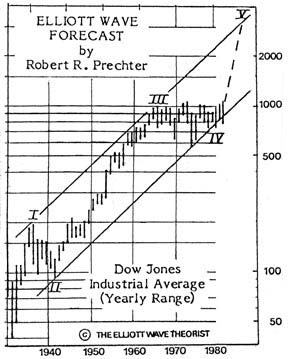 ELLIOTT WAVE
FORECAST
by
Robert R. Prechter
V
2000
III
1000
IV
500
I
II
100
50
40
Dow Jones
Industrial Average
(Yearly Range)
© THE ELLIOTT WAVE THEORIST
1940 1950 1960 1970 1980